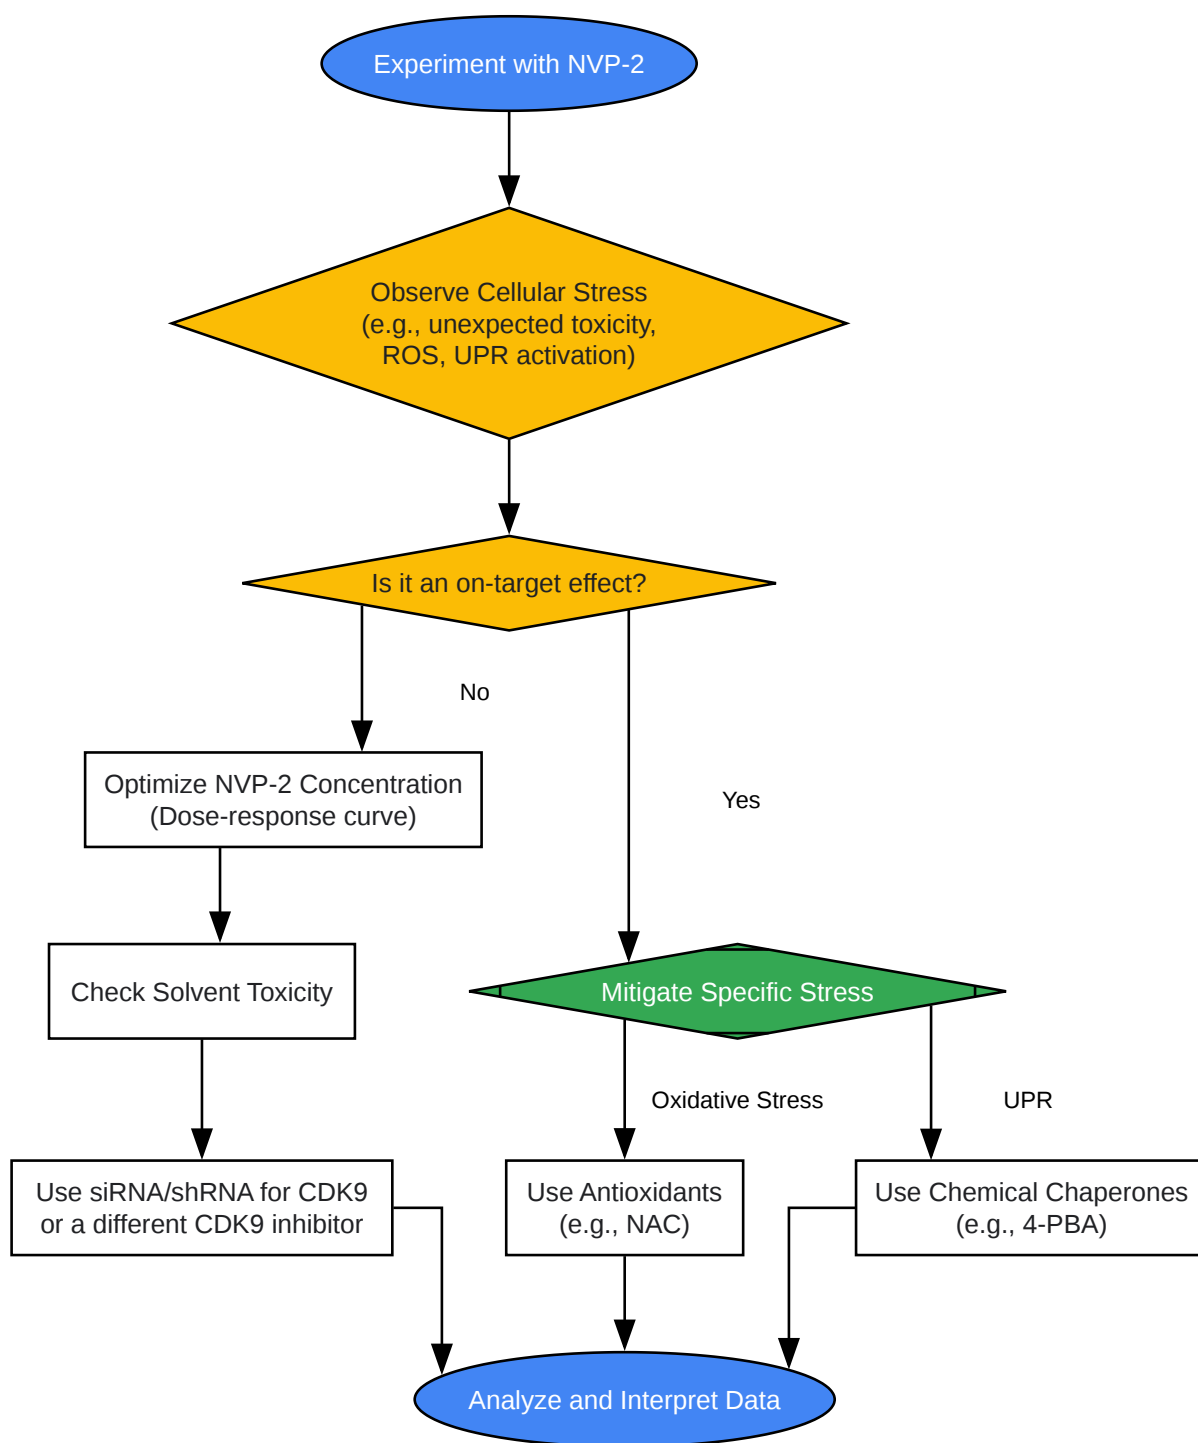 Experiment with NVP-2
Observe Cellular Stress
(e.g., unexpected toxicity,
ROS, UPR activation)
Is it an on-target effect?
No
Optimize NVP-2 Concentration
(Dose-response curve)
Yes
Check Solvent Toxicity
Mitigate Specific Stress
Oxidative Stress
UPR
Use siRNA/shRNA for CDK9
or a different CDK9 inhibitor
Use Antioxidants
(e.g., NAC)
Use Chemical Chaperones
(e.g., 4-PBA)
Analyze and Interpret Data